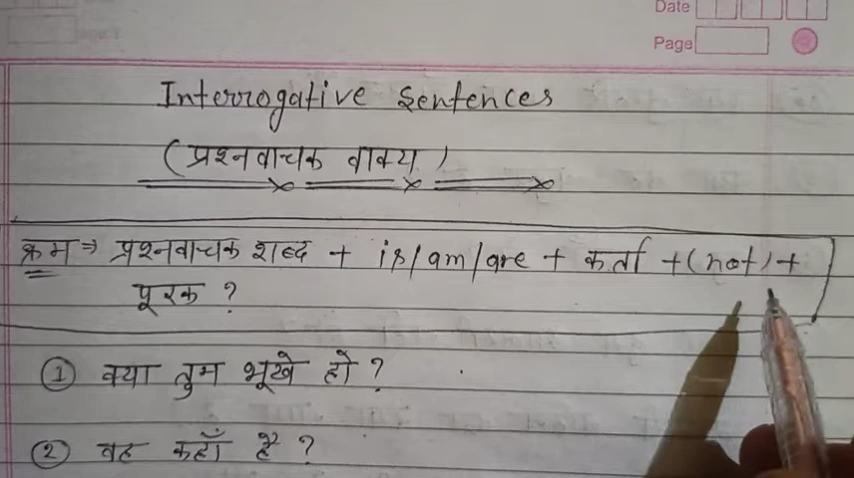 Date
Page
Interrogative Sentences
(प्रश्नवाचक वाक्य)
क्रम ⇒ प्रश्नवाचक शब्द + is/am/are + कर्ता + (not) +
पूरक ?
① क्या तुम भूखे हो ?
② वह कहाँ है ?